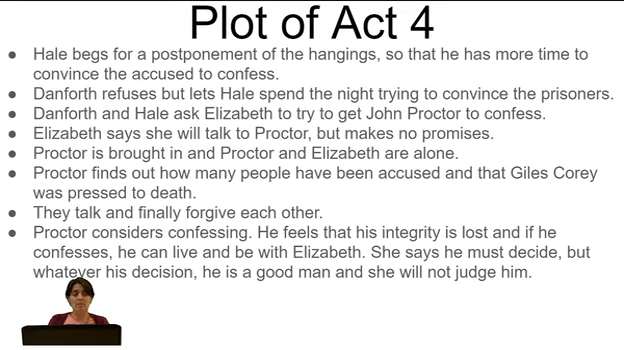 Plot of Act 4
● Hale begs for a postponement of the hangings, so that he has more time to
convince the accused to confess.
● Danforth refuses but lets Hale spend the night trying to convince the prisoners.
● Danforth and Hale ask Elizabeth to try to get John Proctor to confess.
● Elizabeth says she will talk to Proctor, but makes no promises.
● Proctor is brought in and Proctor and Elizabeth are alone.
● Proctor finds out how many people have been accused and that Giles Corey
was pressed to death.
● They talk and finally forgive each other.
● Proctor considers confessing. He feels that his integrity is lost and if he
confesses, he can live and be with Elizabeth. She says he must decide, but
whatever his decision, he is a good man and she will not judge him.